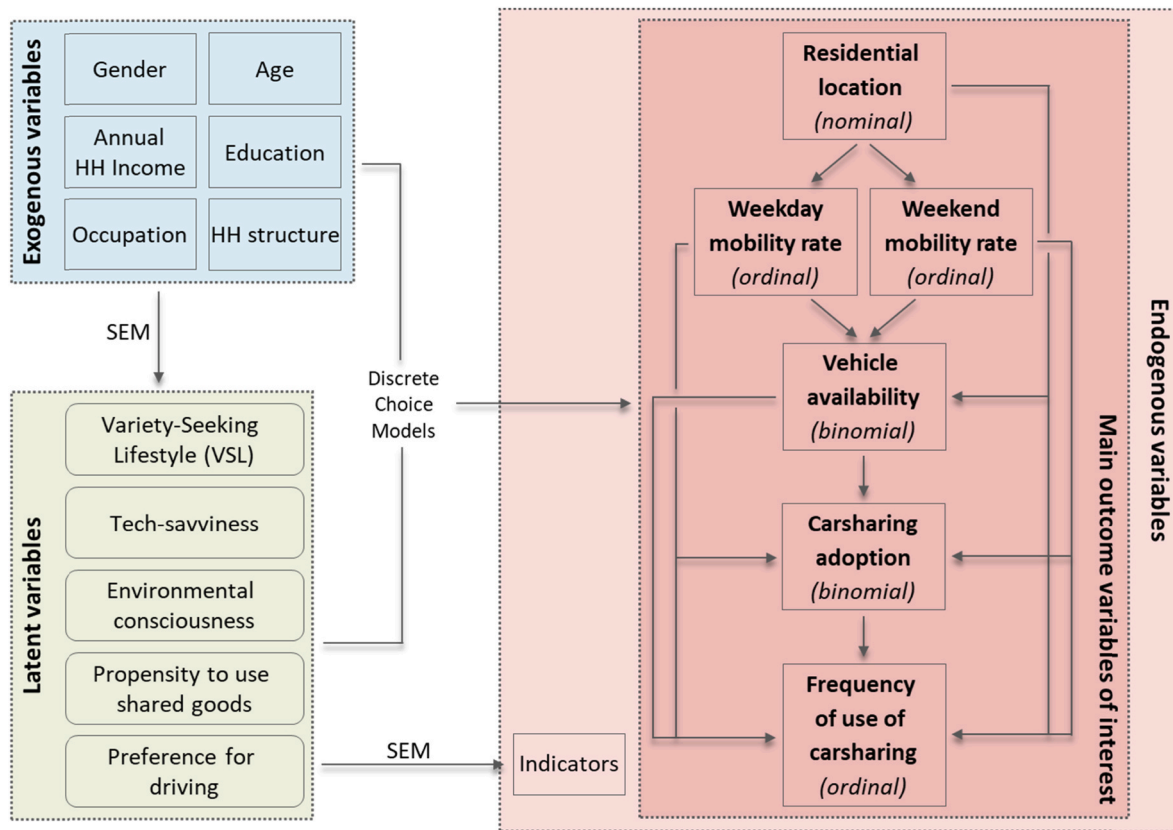 Exogenous variables
Gender
Age
Annual
HH Income
Education
Occupation
HH structure
SEM
Latent variables
Variety-Seeking
Lifestyle (VSL)
Tech-savviness
Environmental
consciousness
Propensity to use
shared goods
Preference for
driving
Discrete
Choice
Models
SEM
Indicators
Residential
location
(nominal)
Weekday
mobility rate
(ordinal)
Weekend
mobility rate
(ordinal)
Vehicle
availability
(binomial)
Carsharing
adoption
(binomial)
Frequency
of use of
carsharing
(ordinal)
Main outcome variables of interest
Endogenous variables